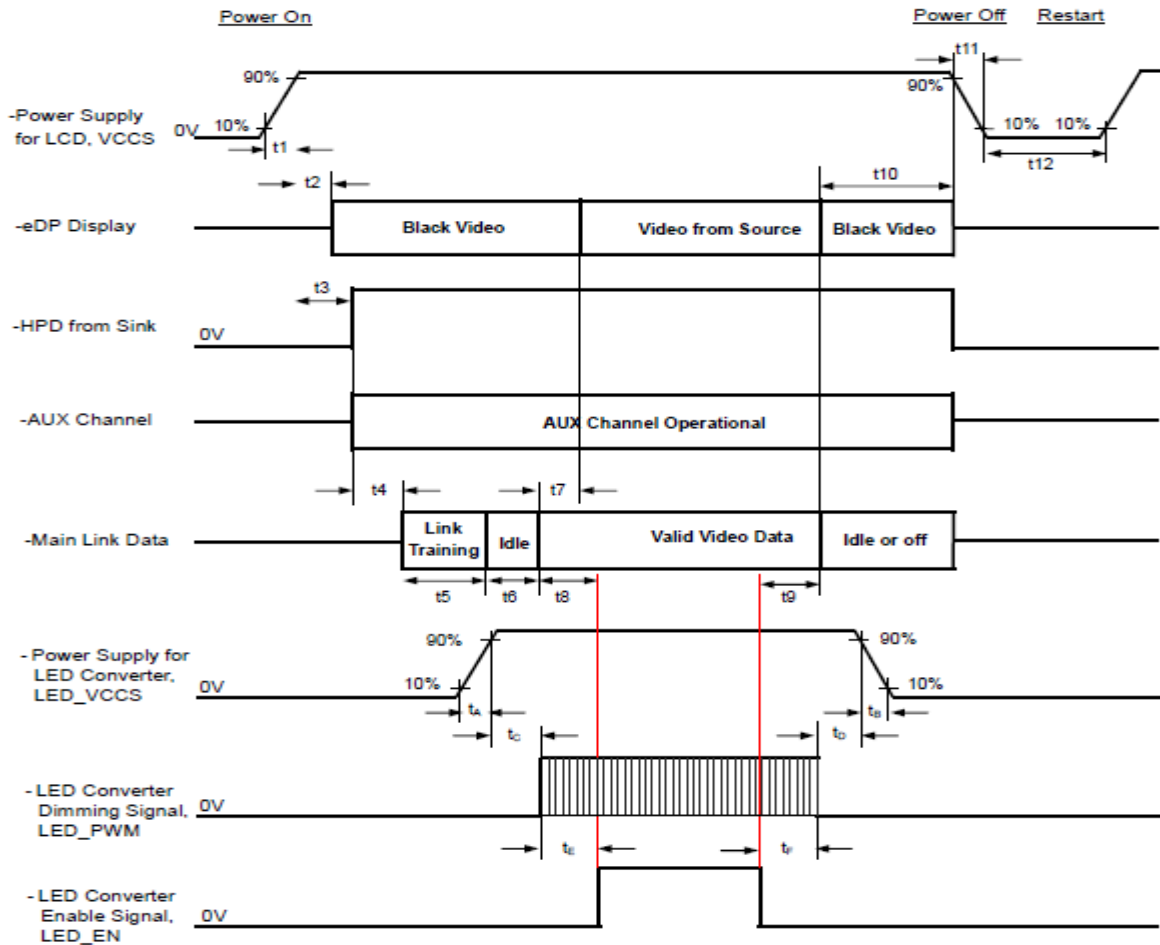 Power On
Power Off Restart
t11
90% 90%
-Power Supply
for LCD, VCCS
0V 10% 10% 10%
t1 t12
t2 t10
-eDP Display Black Video Video from Source Black Video
t3
-HPD from Sink 0V
-AUX Channel AUX Channel Operational
t4 t7
-Main Link Data Link Training Idle Valid Video Data Idle or off
t5 t6 t8 t9
90% 90%
- Power Supply for
LED Converter,
LED_VCCS
0V 10% 10%
tA tB
tC tD
- LED Converter
Dimming Signal,
LED_PWM
0V
tE tF
- LED Converter
Enable Signal,
LED_EN
0V